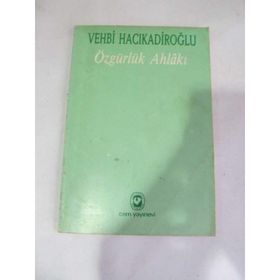 VEHBİ HACIKADİROĞLU
Özgürlük Ahlâkı
cem yayınevi